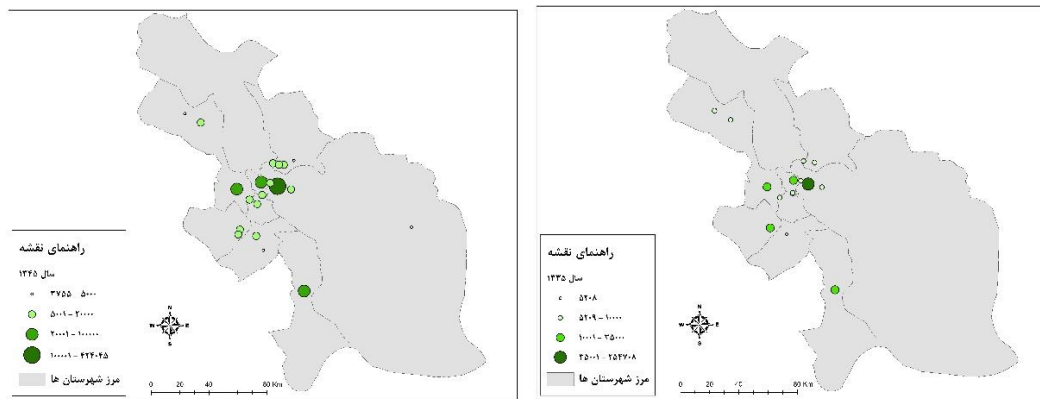 راهنمای نقشه
سال ۱۳۴۵
۳۷۵۵ - ۵۰۰۰
۵۰۰۱ - ۲۰۰۰۰
۲۰۰۰۱ - ۱۰۰۰۰۰
۱۰۰۰۰۱ - ۴۲۴۰۴۵
مرز شهرستان ها
N
W E
S
0 20 40 80 Km
راهنمای نقشه
سال ۱۳۳۵
۵۲۰۸
۵۲۰۹ - ۱۰۰۰۰
۱۰۰۰۱ - ۳۵۰۰۰
۳۵۰۰۱ - ۲۵۴۷۰۸
مرز شهرستان ها
N
W E
S
0 20 40 80 Km